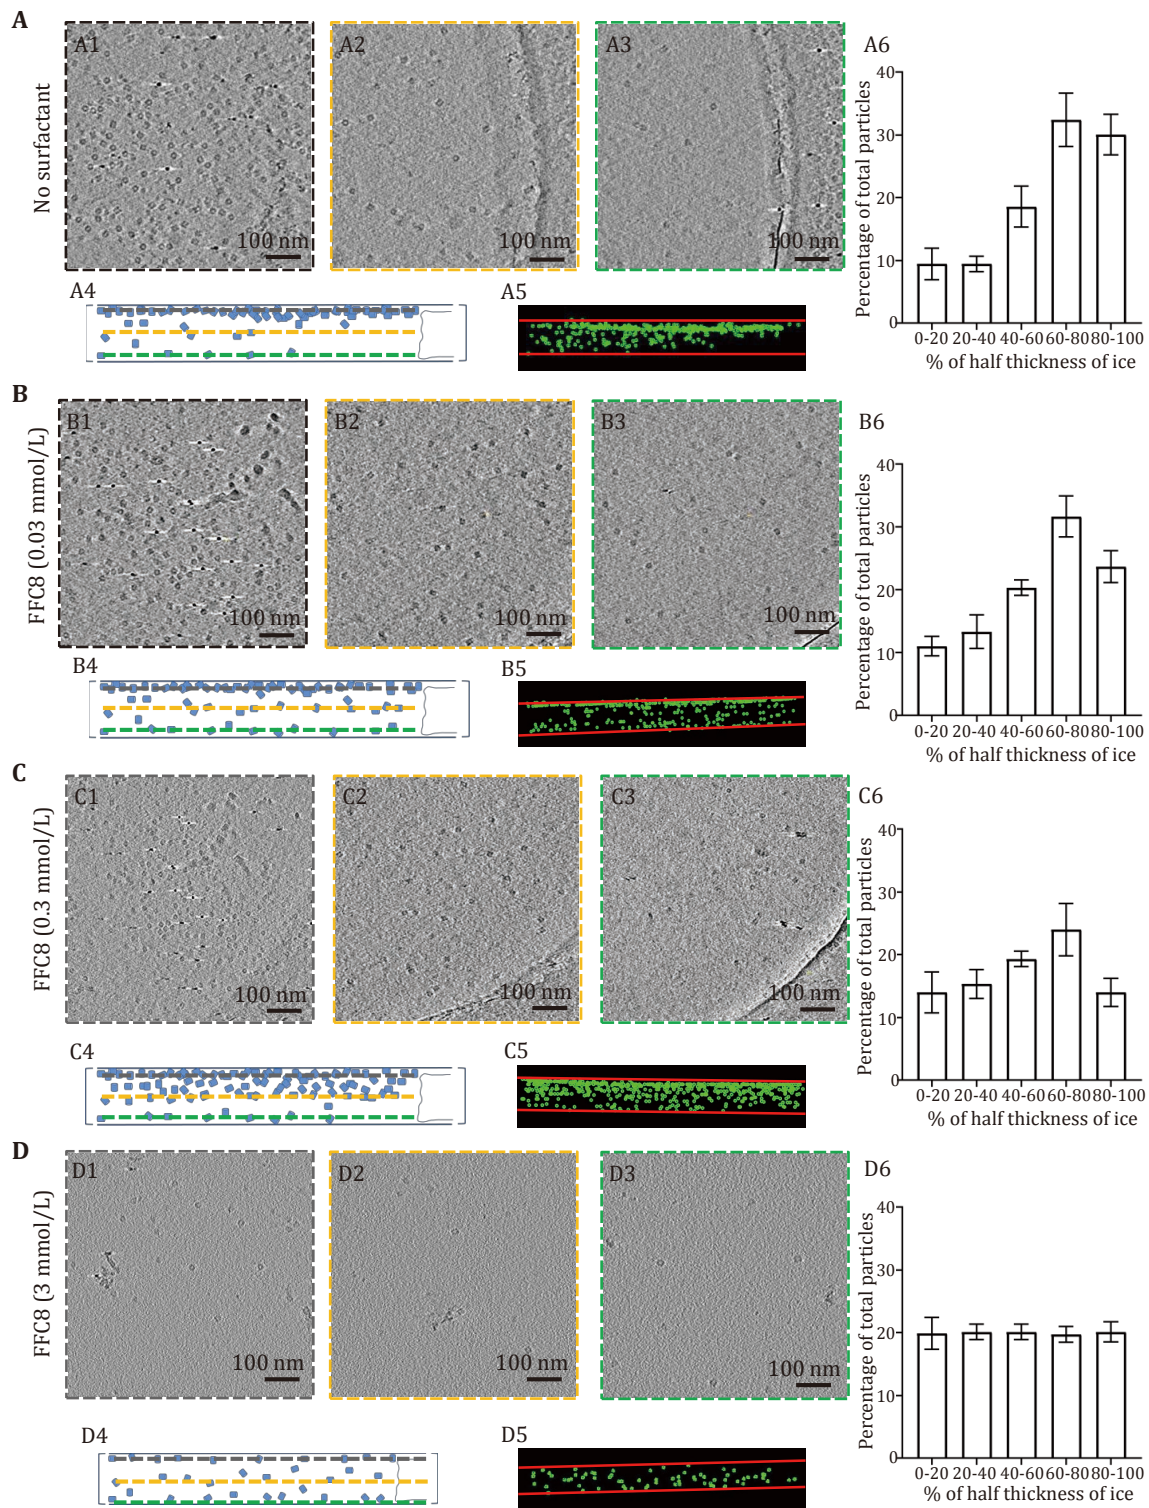 A
No surfactant
A1
100 nm
A2
100 nm
A3
100 nm
A4
A5
A6
Percentage of total particles
40
30
20
10
0
0-20 20-40 40-60 60-80 80-100
% of half thickness of ice
B
FFC8 (0.03 mmol/L)
B1
100 nm
B2
100 nm
B3
100 nm
B4
B5
B6
Percentage of total particles
40
30
20
10
0
0-20 20-40 40-60 60-80 80-100
% of half thickness of ice
C
FFC8 (0.3 mmol/L)
C1
100 nm
C2
100 nm
C3
100 nm
C4
C5
C6
Percentage of total particles
40
30
20
10
0
0-20 20-40 40-60 60-80 80-100
% of half thickness of ice
D
FFC8 (3 mmol/L)
D1
100 nm
D2
100 nm
D3
100 nm
D4
D5
D6
Percentage of total particles
40
30
20
10
0
0-20 20-40 40-60 60-80 80-100
% of half thickness of ice